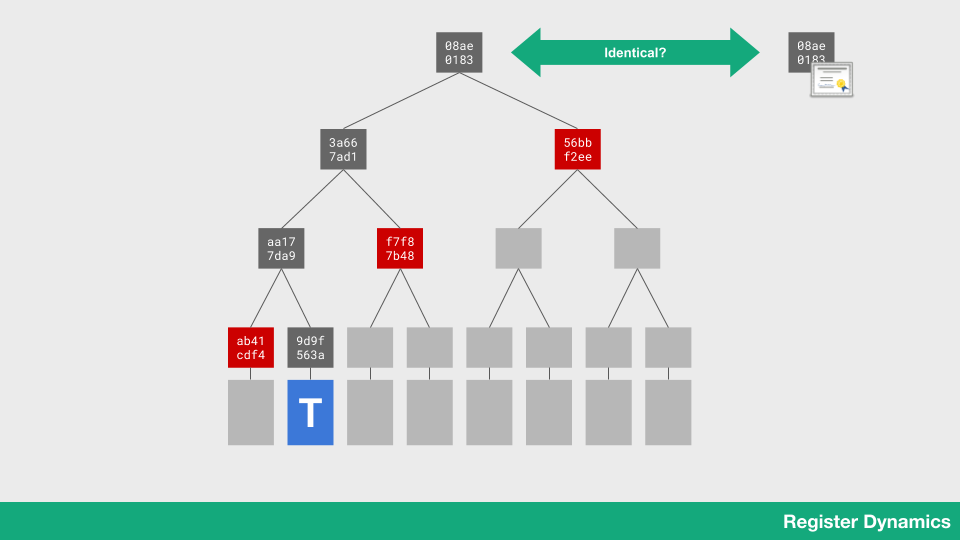 08ae
0183
Identical?
08ae
0183
3a66
7ad1
56bb
f2ee
aa17
7da9
f7f8
7b48
ab41
cdf4
9d9f
563a
T
Register Dynamics